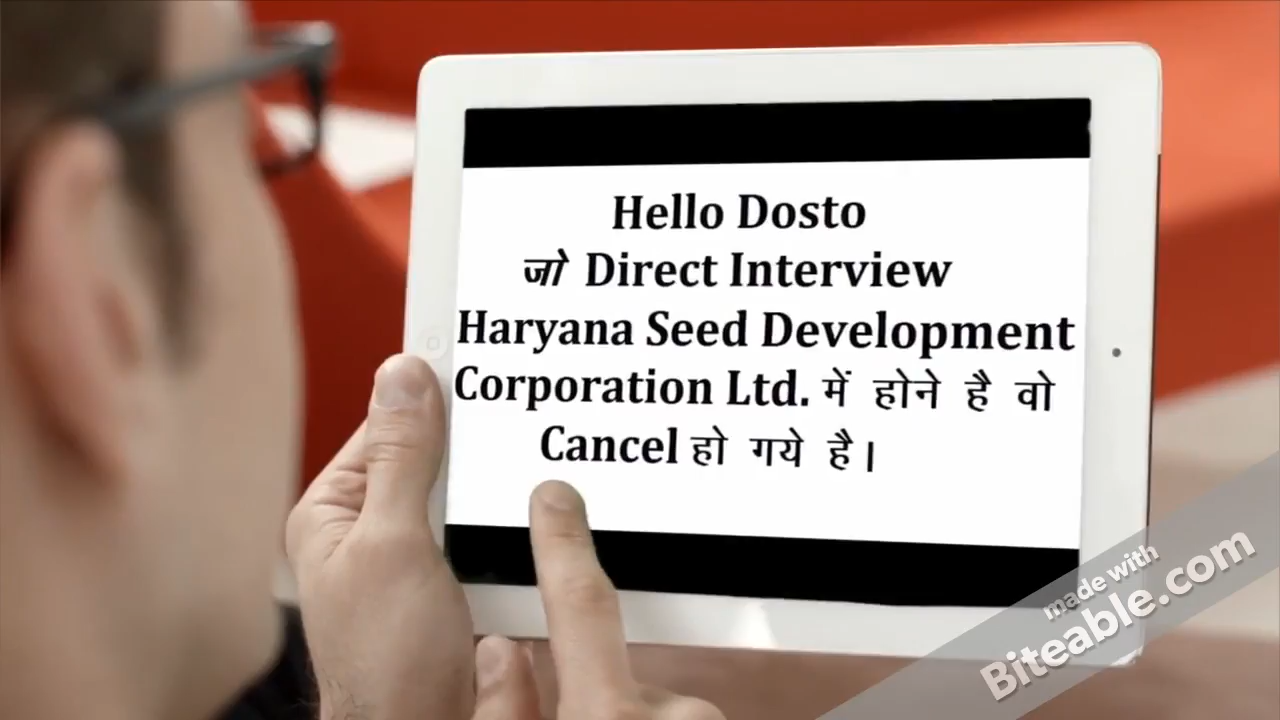 Hello Dosto
जो Direct Interview
Haryana Seed Development
Corporation Ltd. में होने है वो
Cancel हो गये है।
made with
Biteable.com